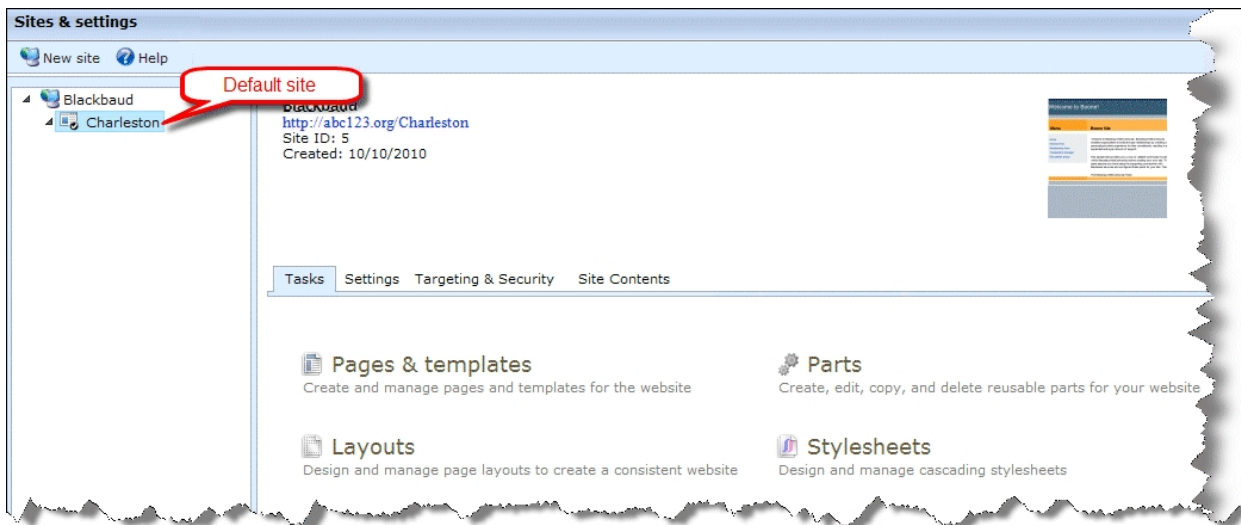 Sites & settings
New site Help
Default site
Blackbaud
Charleston
Blackbaud
http://abc123.org/Charleston
Site ID: 5
Created: 10/10/2010
Welcome to Boone!
Tasks Settings Targeting & Security Site Contents
Pages & templates
Create and manage pages and templates for the website
Parts
Create, edit, copy, and delete reusable parts for your website
Layouts
Design and manage page layouts to create a consistent website
Stylesheets
Design and manage cascading stylesheets